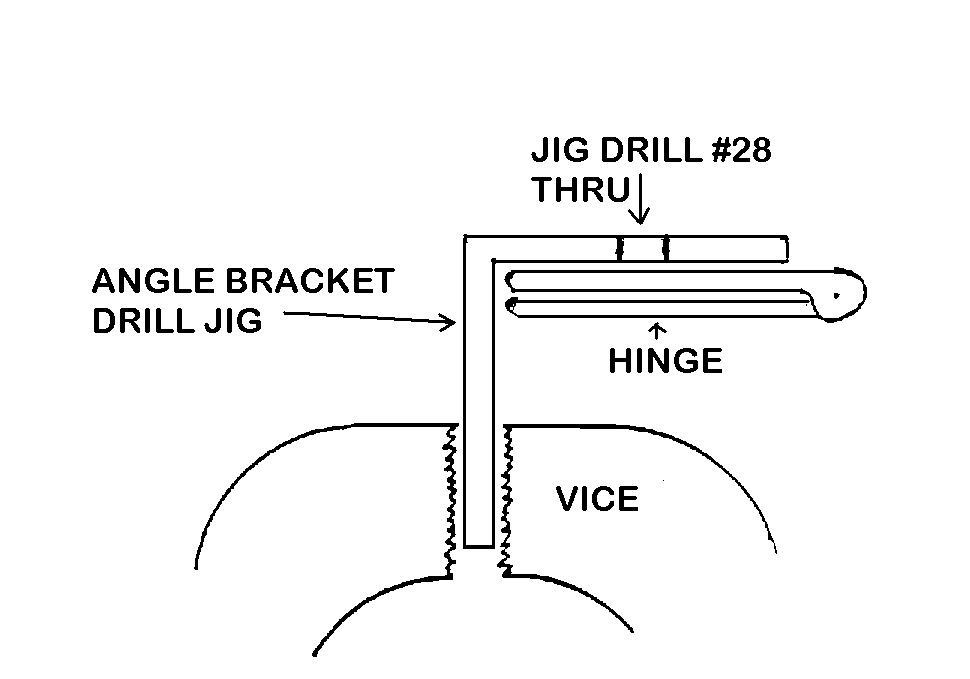 JIG DRILL #28
THRU
ANGLE BRACKET
DRILL JIG
HINGE
VICE